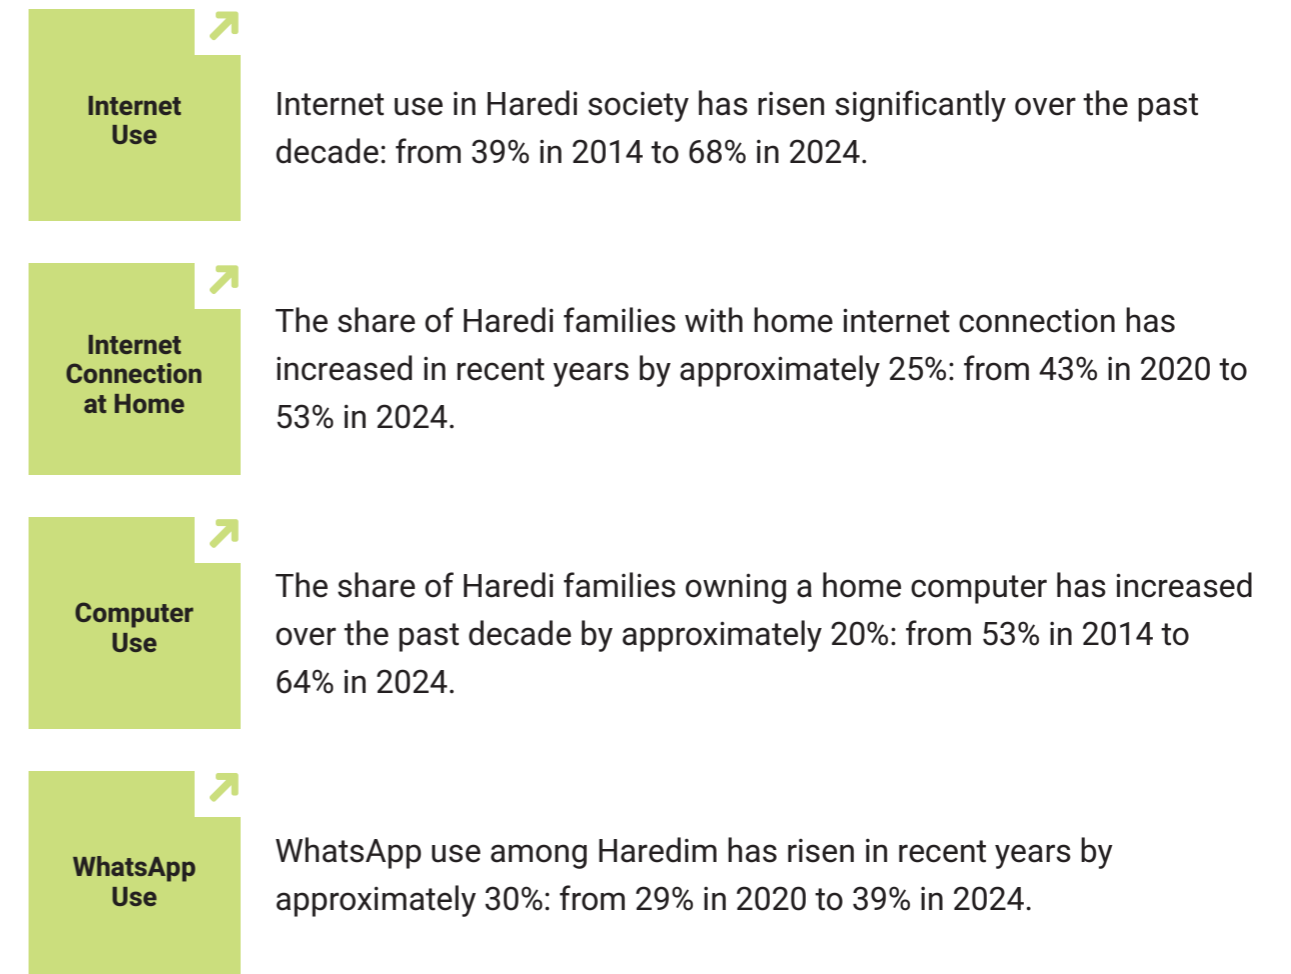 Internet
Use
Internet use in Haredi society has risen significantly over the past
decade: from 39% in 2014 to 68% in 2024.
Internet
Connection
at Home
The share of Haredi families with home internet connection has
increased in recent years by approximately 25%: from 43% in 2020 to
53% in 2024.
Computer
Use
The share of Haredi families owning a home computer has increased
over the past decade by approximately 20%: from 53% in 2014 to
64% in 2024.
WhatsApp
Use
WhatsApp use among Haredim has risen in recent years by
approximately 30%: from 29% in 2020 to 39% in 2024.